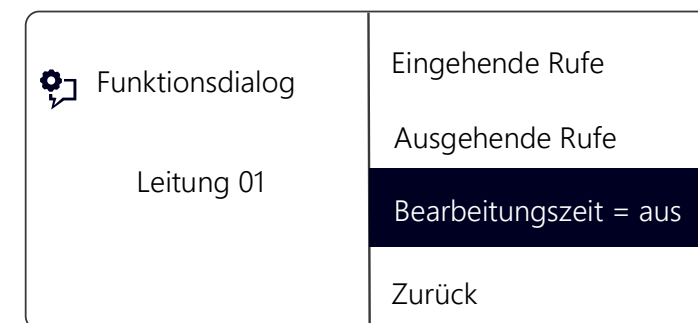 Funktionsdialog
Leitung 01
Eingehende Rufe
Ausgehende Rufe
Bearbeitungszeit = aus
Zurück